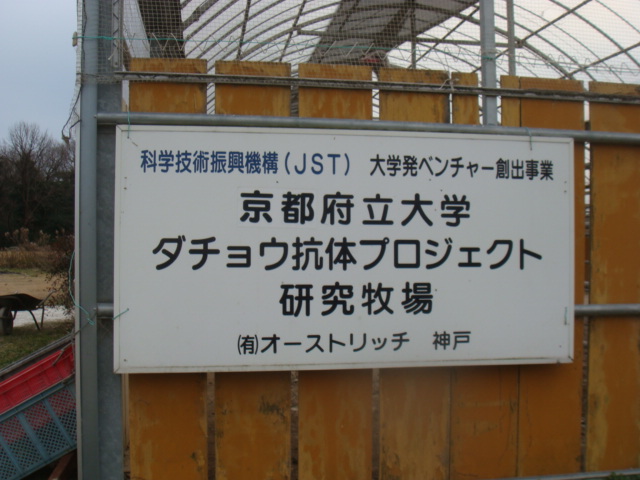 科学技術振興機構(JST) 大学発ベンチャー創出事業
京都府立大学
ダチョウ抗体プロジェクト
研究牧場
(有)オーストリッチ 神戸